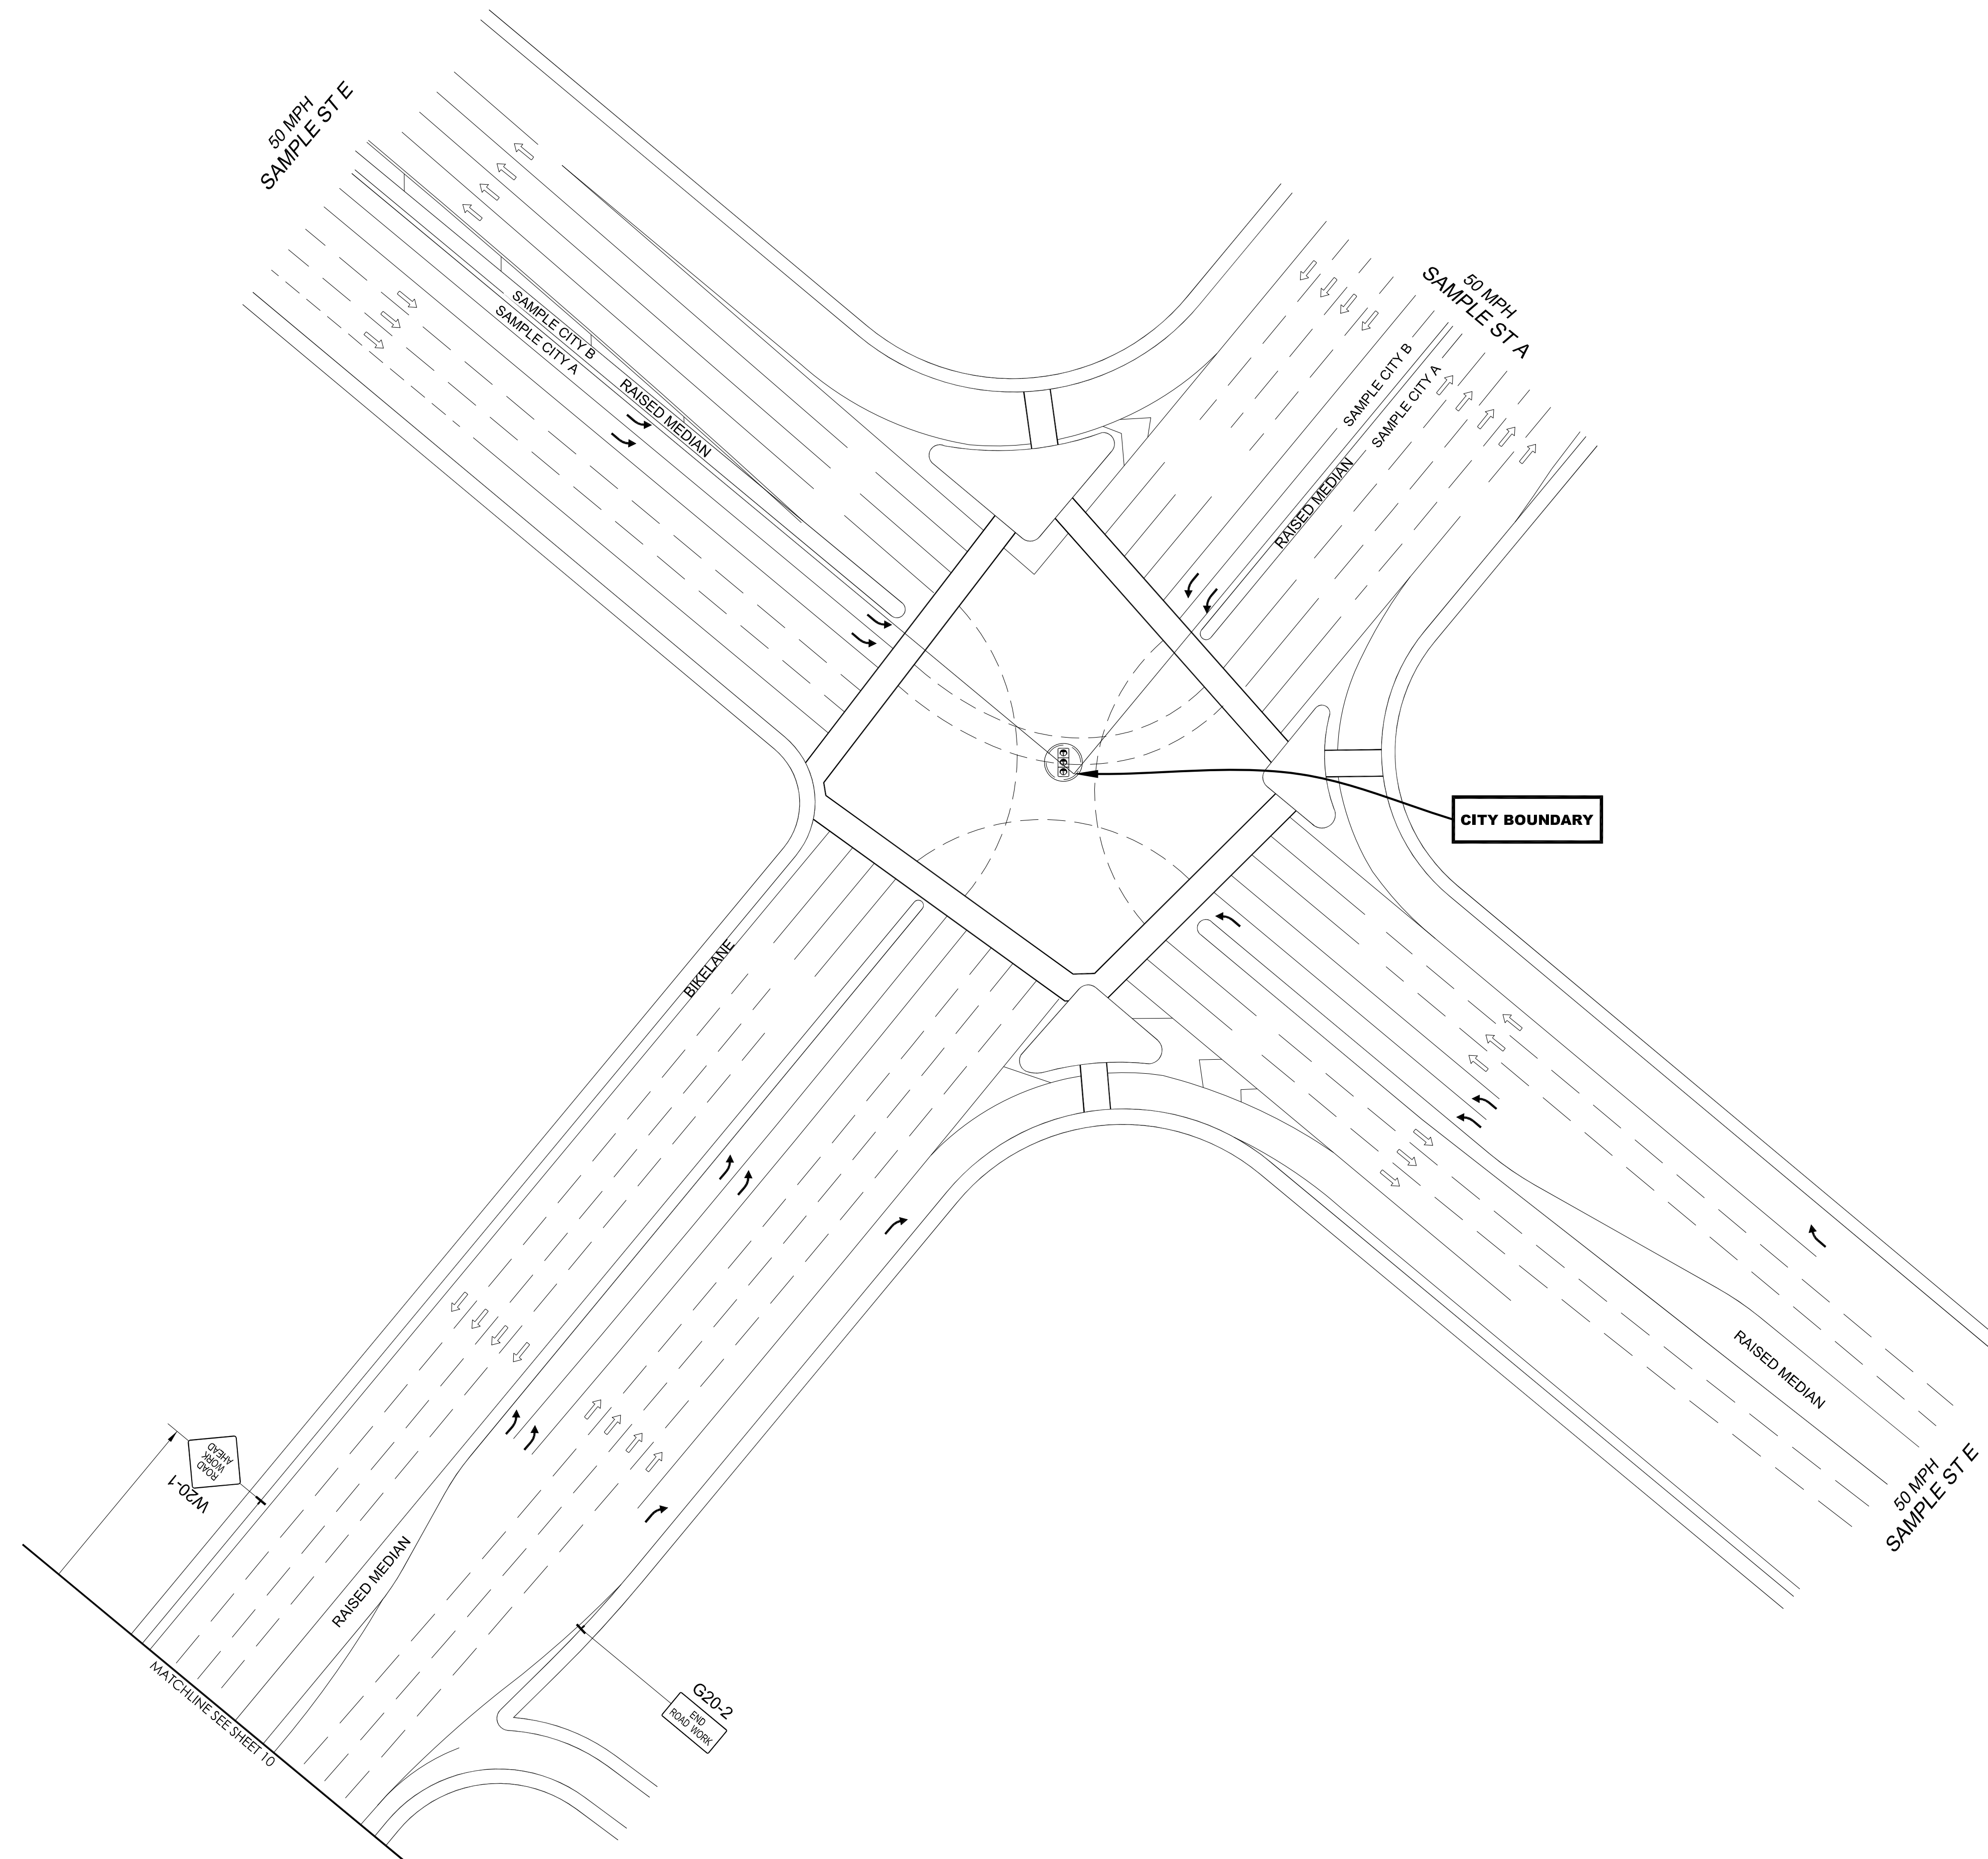 50 MPH
SAMPLE ST E
SAMPLE CITY B
SAMPLE CITY A
RAISED MEDIAN
50 MPH
SAMPLE ST A
SAMPLE CITY B
SAMPLE CITY A
RAISED MEDIAN
CITY BOUNDARY
BIKELANE
RAISED MEDIAN
50 MPH
SAMPLE ST E
ROAD
WORK
AHEAD
W20-1
RAISED MEDIAN
MATCHLINE SEE SHEET 10
G20-2
END
ROAD WORK